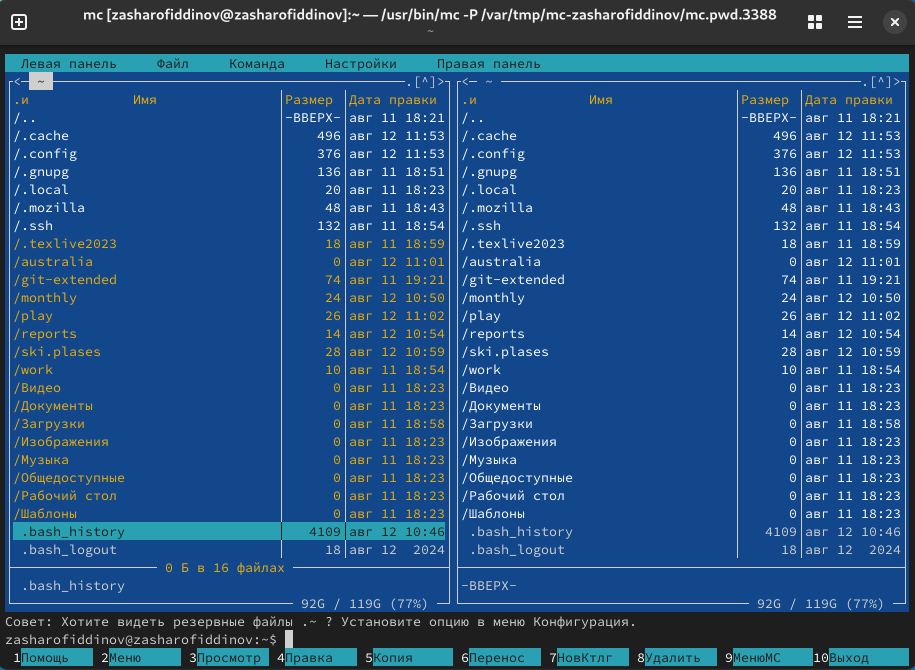 mc [zasharofiddinov@zasharofiddinov]:~ — /usr/bin/mc -P /var/tmp/mc-zasharofiddinov/mc.pwd.3388
~
Левая панель Файл Команда Настройки Правая панель
<─ ~ .[^]> <─ ~ .[^]>
.и Имя Размер Дата правки .и Имя Размер Дата правки
/.. -ВВЕРХ- авг 11 18:21 /.. -ВВЕРХ- авг 11 18:21
/.cache 496 авг 12 11:53 /.cache 496 авг 12 11:53
/.config 376 авг 12 11:53 /.config 376 авг 12 11:53
/.gnupg 136 авг 11 18:51 /.gnupg 136 авг 11 18:51
/.local 20 авг 11 18:23 /.local 20 авг 11 18:23
/.mozilla 48 авг 11 18:43 /.mozilla 48 авг 11 18:43
/.ssh 132 авг 11 18:54 /.ssh 132 авг 11 18:54
/.texlive2023 18 авг 11 18:59 /.texlive2023 18 авг 11 18:59
/australia 0 авг 12 11:01 /australia 0 авг 12 11:01
/git-extended 74 авг 11 19:21 /git-extended 74 авг 11 19:21
/monthly 24 авг 12 10:50 /monthly 24 авг 12 10:50
/play 26 авг 12 11:02 /play 26 авг 12 11:02
/reports 14 авг 12 10:54 /reports 14 авг 12 10:54
/ski.plases 28 авг 12 10:59 /ski.plases 28 авг 12 10:59
/work 10 авг 11 18:54 /work 10 авг 11 18:54
/Видео 0 авг 11 18:23 /Видео 0 авг 11 18:23
/Документы 0 авг 11 18:23 /Документы 0 авг 11 18:23
/Загрузки 0 авг 11 18:58 /Загрузки 0 авг 11 18:58
/Изображения 0 авг 11 18:23 /Изображения 0 авг 11 18:23
/Музыка 0 авг 11 18:23 /Музыка 0 авг 11 18:23
/Общедоступные 0 авг 11 18:23 /Общедоступные 0 авг 11 18:23
/Рабочий стол 0 авг 11 18:23 /Рабочий стол 0 авг 11 18:23
/Шаблоны 0 авг 11 18:23 /Шаблоны 0 авг 11 18:23
.bash_history 4109 авг 12 10:46 .bash_history 4109 авг 12 10:46
.bash_logout 18 авг 12 2024 .bash_logout 18 авг 12 2024
0 Б в 16 файлах
.bash_history -ВВЕРХ-
92G / 119G (77%) 92G / 119G (77%)
Совет: Хотите видеть резервные файлы .~ ? Установите опцию в меню Конфигурация.
zasharofiddinov@zasharofiddinov:~$
1Помощь 2Меню 3Просмотр 4Правка 5Копия 6Перенос 7НовКтлг 8Удалить 9МенюМС 10Выход